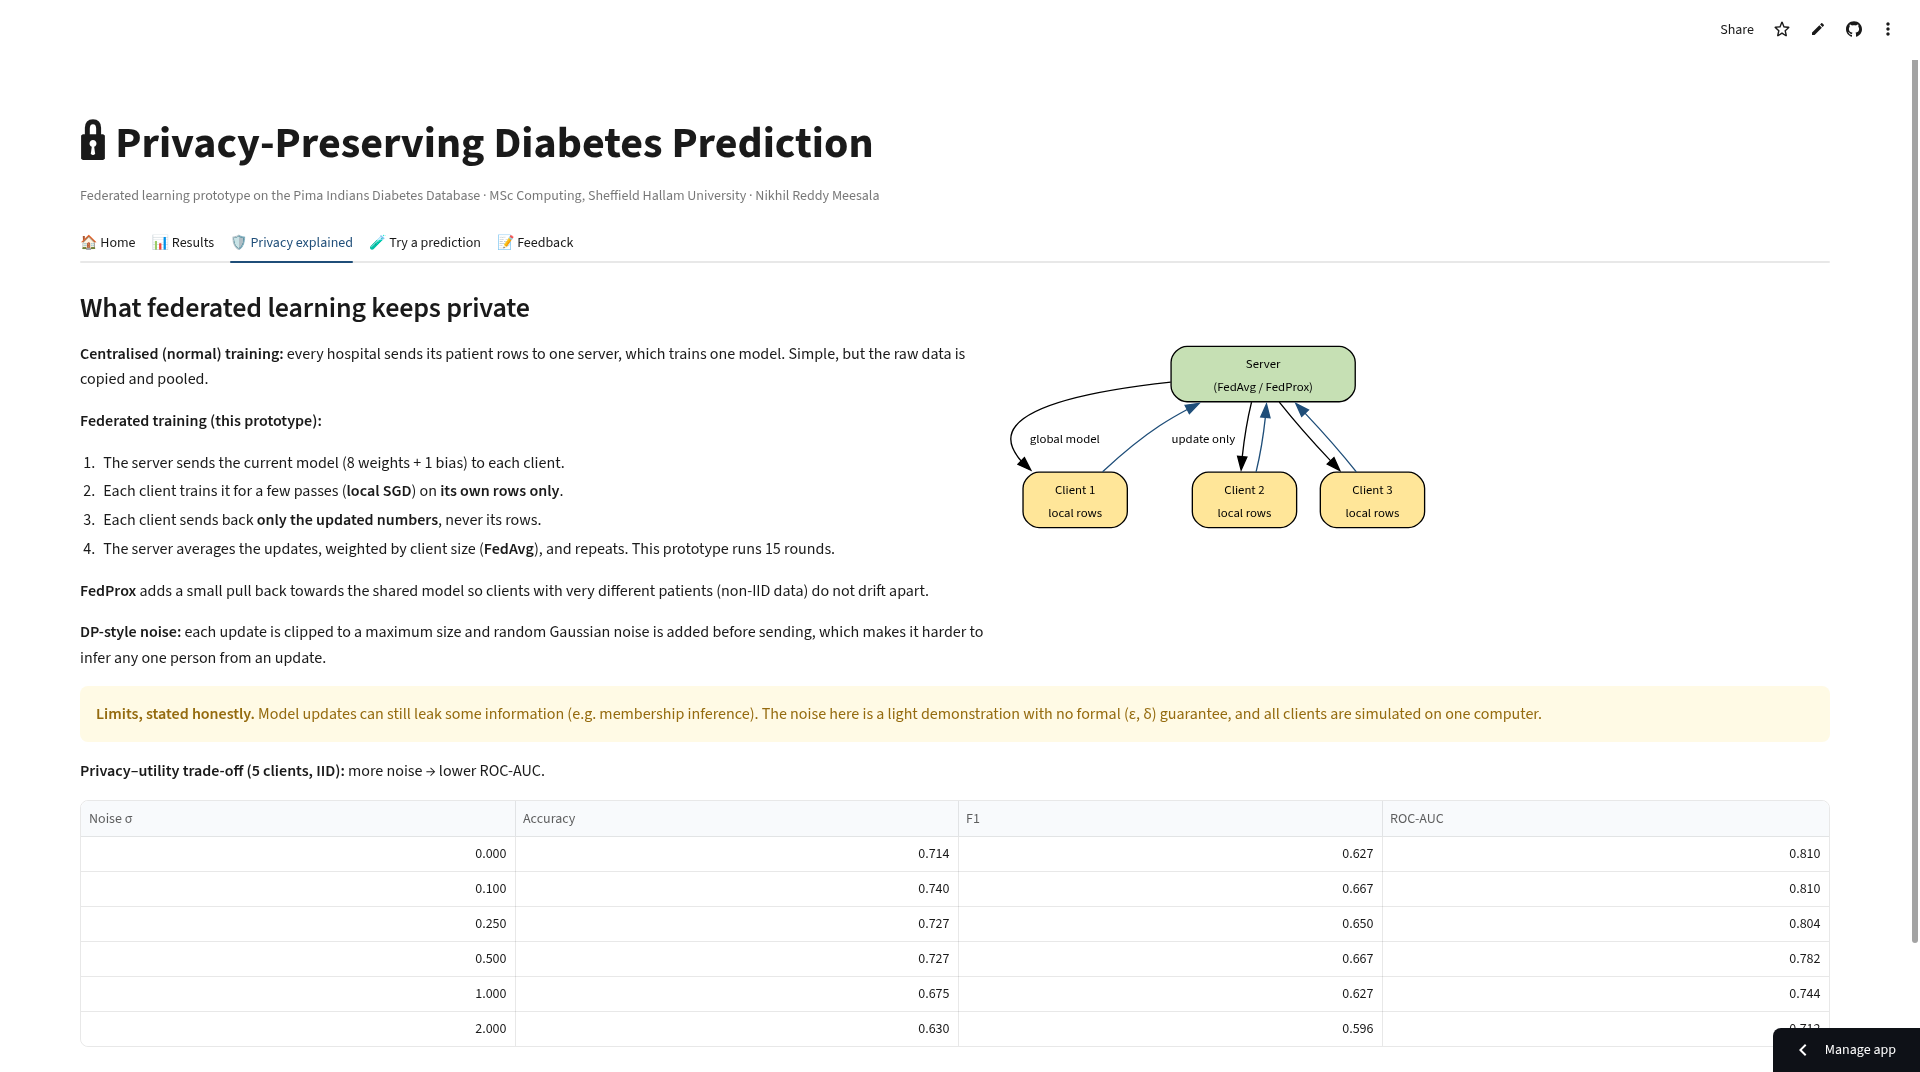 Share
Privacy-Preserving Diabetes Prediction
Federated learning prototype on the Pima Indians Diabetes Database · MSc Computing, Sheffield Hallam University · Nikhil Reddy Meesala
Home Results Privacy explained Try a prediction Feedback
What federated learning keeps private
Centralised (normal) training: every hospital sends its patient rows to one server, which trains one model. Simple, but the raw data is
copied and pooled.
Federated training (this prototype):
1. The server sends the current model (8 weights + 1 bias) to each client.
2. Each client trains it for a few passes (local SGD) on its own rows only.
3. Each client sends back only the updated numbers, never its rows.
4. The server averages the updates, weighted by client size (FedAvg), and repeats. This prototype runs 15 rounds.
FedProx adds a small pull back towards the shared model so clients with very different patients (non-IID data) do not drift apart.
DP-style noise: each update is clipped to a maximum size and random Gaussian noise is added before sending, which makes it harder to
infer any one person from an update.
Server
(FedAvg / FedProx)
global model update only
Client 1 Client 2 Client 3
local rows local rows local rows
Limits, stated honestly. Model updates can still leak some information (e.g. membership inference). The noise here is a light demonstration with no formal (ε, δ) guarantee, and all clients are simulated on one computer.
Privacy–utility trade-off (5 clients, IID): more noise → lower ROC-AUC.
Noise σ Accuracy F1 ROC-AUC
0.000 0.714 0.627 0.810
0.100 0.740 0.667 0.810
0.250 0.727 0.650 0.804
0.500 0.727 0.667 0.782
1.000 0.675 0.627 0.744
2.000 0.630 0.596
Manage app